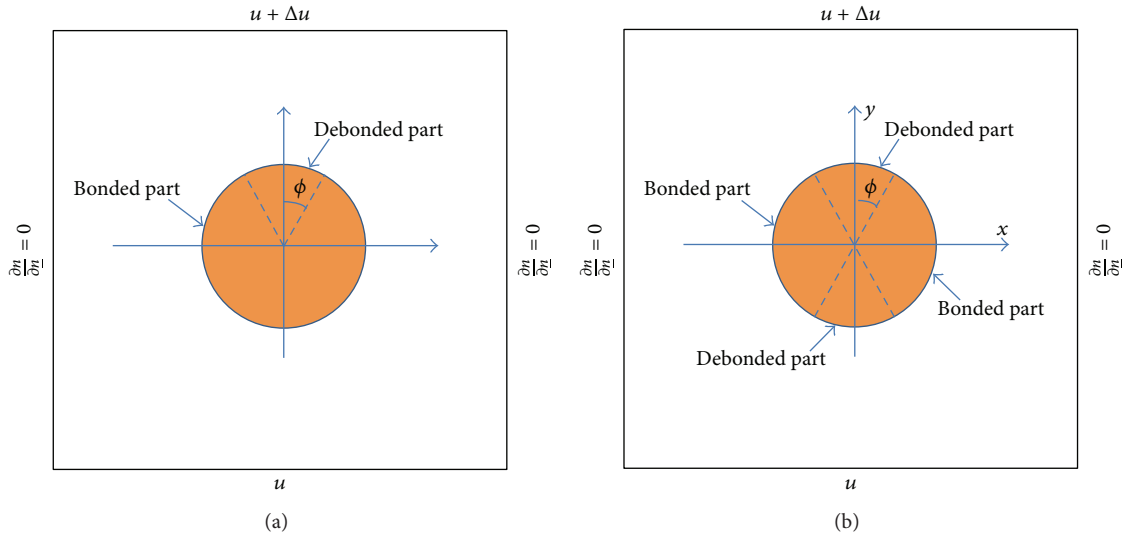 u + Δu
Debonded part
ϕ
Bonded part
∂u/∂n = 0
∂u/∂n = 0
u
(a)
u + Δu
y
Debonded part
ϕ
Bonded part
x
∂u/∂n = 0
∂u/∂n = 0
Bonded part
Debonded part
u
(b)